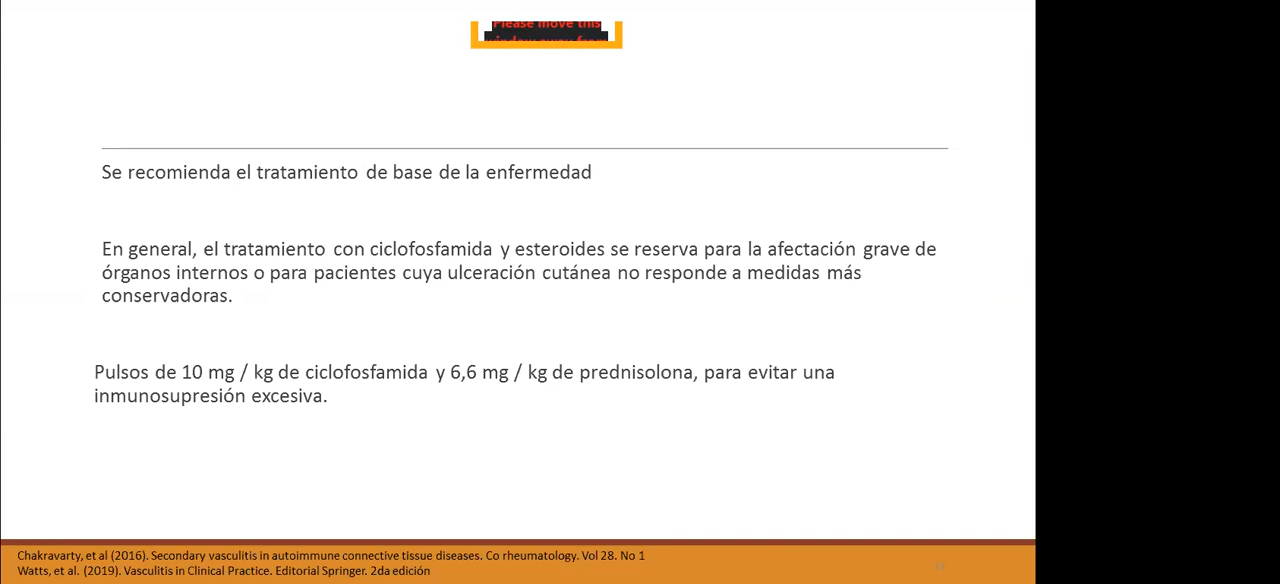 Please move this
Se recomienda el tratamiento de base de la enfermedad
En general, el tratamiento con ciclofosfamida y esteroides se reserva para la afectación grave de
órganos internos o para pacientes cuya ulceración cutánea no responde a medidas más
conservadoras.
Pulsos de 10 mg / kg de ciclofosfamida y 6,6 mg / kg de prednisolona, para evitar una
inmunosupresión excesiva.
Chakravarty, et al (2016). Secondary vasculitis in autoimmune connective tissue diseases. Co rheumatology. Vol 28. No 1
Watts, et al. (2019). Vasculitis in Clinical Practice. Editorial Springer. 2da edición